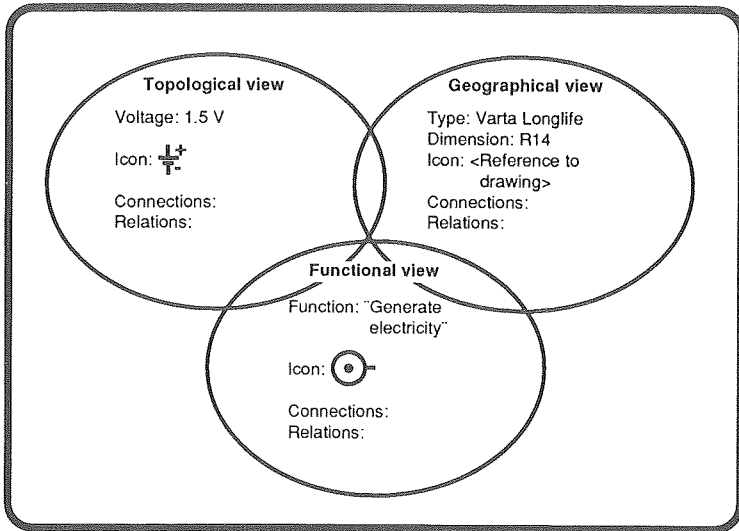 Topological view
Voltage: 1.5 V
Icon: + -
Connections:
Relations:
Geographical view
Type: Varta Longlife
Dimension: R14
Icon: <Reference to
drawing>
Connections:
Relations:
Functional view
Function: ¨Generate
electricity¨
Icon:
Connections:
Relations: